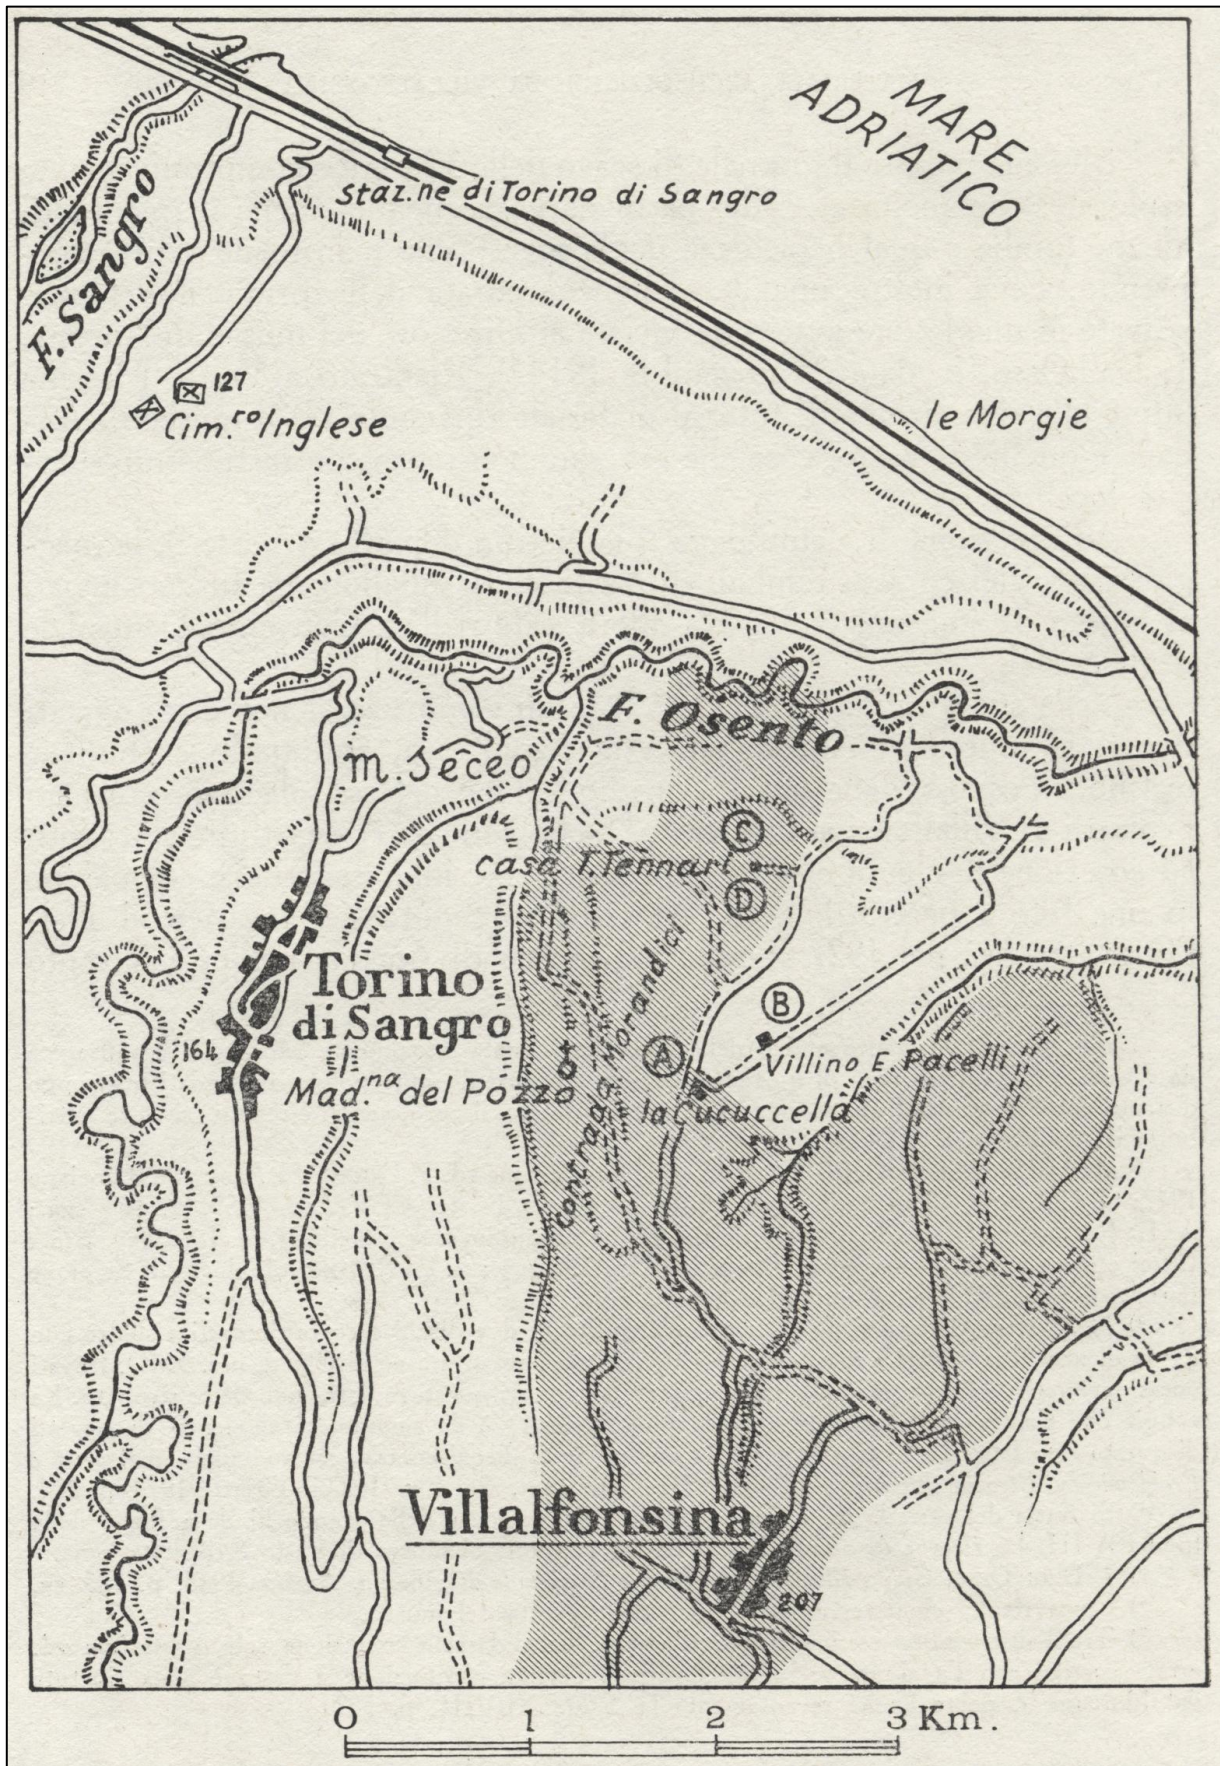 MARE
ADRIATICO
Staz.ne di Torino di Sangro
F. Sangro
127
Cim.ro Inglese
le Morgie
F. Osento
M. Seceo
C
casa T. Tennari
D
Contrada Morandici
Torino
di Sangro
B
164
A
Villino E. Pacelli
Mad.na del Pozzo
la Cucuccella
Villalfonsina
207
0 1 2 3 Km.